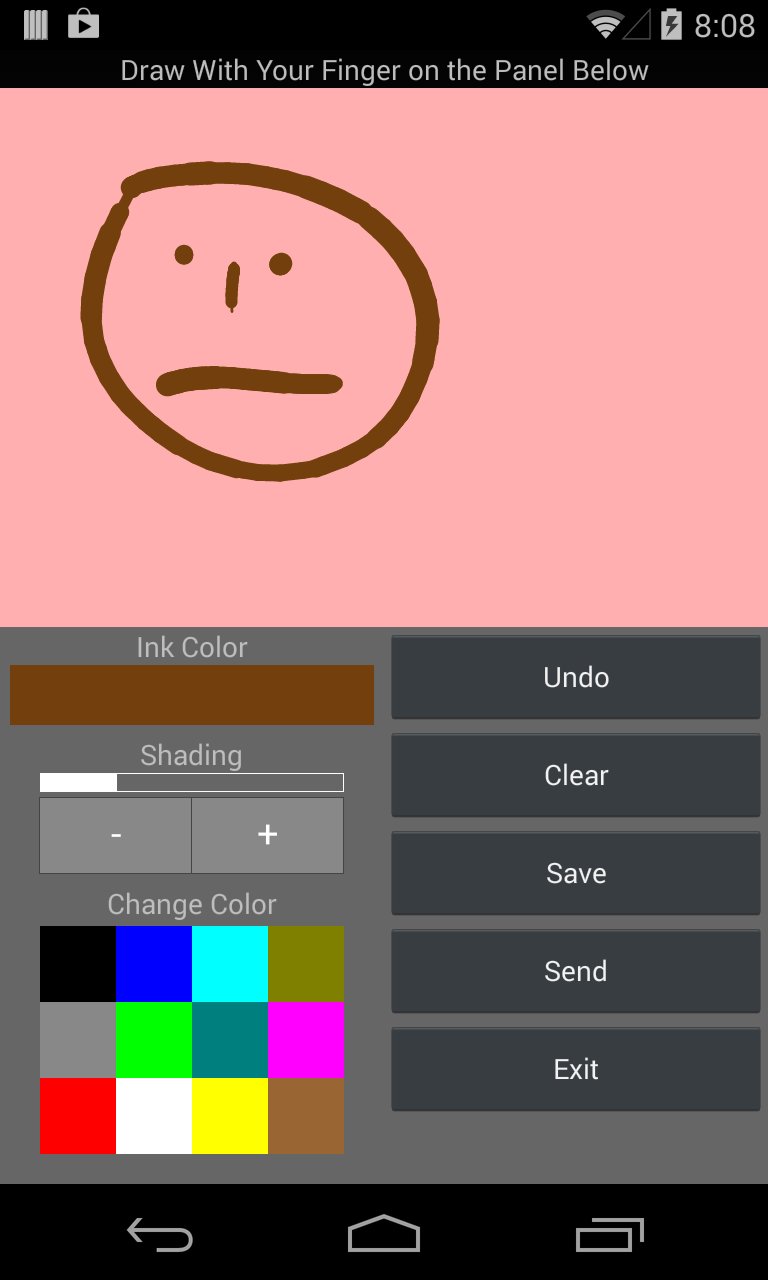 8:08
Draw With Your Finger on the Panel Below
Ink Color
Undo
Shading
Clear
- +
Save
Change Color
Send
Exit